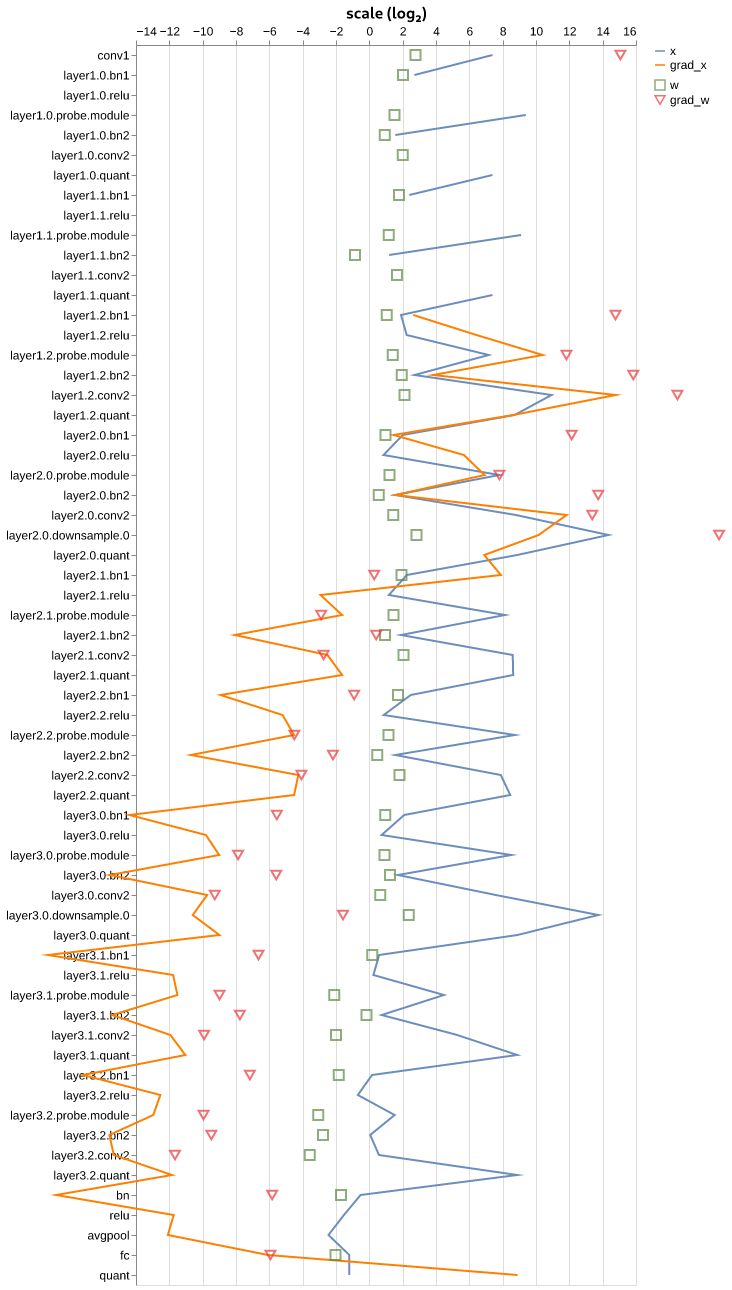 scale (log₂)
−14 −12 −10 −8 −6 −4 −2 0 2 4 6 8 10 12 14 16
x
grad_x
w
grad_w
conv1
layer1.0.bn1
layer1.0.relu
layer1.0.probe.module
layer1.0.bn2
layer1.0.conv2
layer1.0.quant
layer1.1.bn1
layer1.1.relu
layer1.1.probe.module
layer1.1.bn2
layer1.1.conv2
layer1.1.quant
layer1.2.bn1
layer1.2.relu
layer1.2.probe.module
layer1.2.bn2
layer1.2.conv2
layer1.2.quant
layer2.0.bn1
layer2.0.relu
layer2.0.probe.module
layer2.0.bn2
layer2.0.conv2
layer2.0.downsample.0
layer2.0.quant
layer2.1.bn1
layer2.1.relu
layer2.1.probe.module
layer2.1.bn2
layer2.1.conv2
layer2.1.quant
layer2.2.bn1
layer2.2.relu
layer2.2.probe.module
layer2.2.bn2
layer2.2.conv2
layer2.2.quant
layer3.0.bn1
layer3.0.relu
layer3.0.probe.module
layer3.0.bn2
layer3.0.conv2
layer3.0.downsample.0
layer3.0.quant
layer3.1.bn1
layer3.1.relu
layer3.1.probe.module
layer3.1.bn2
layer3.1.conv2
layer3.1.quant
layer3.2.bn1
layer3.2.relu
layer3.2.probe.module
layer3.2.bn2
layer3.2.conv2
layer3.2.quant
bn
relu
avgpool
fc
quant